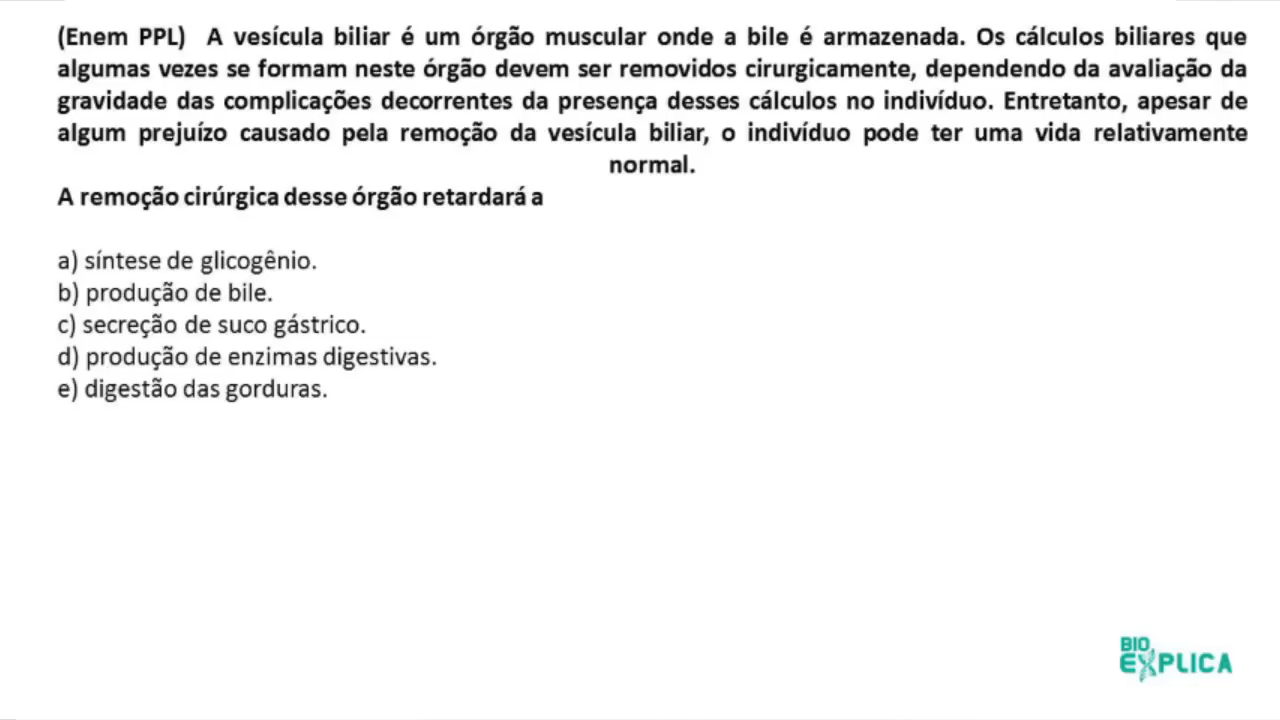 (Enem PPL) A vesícula biliar é um órgão muscular onde a bile é armazenada. Os cálculos biliares que
algumas vezes se formam neste órgão devem ser removidos cirurgicamente, dependendo da avaliação da
gravidade das complicações decorrentes da presença desses cálculos no indivíduo. Entretanto, apesar de
algum prejuízo causado pela remoção da vesícula biliar, o indivíduo pode ter uma vida relativamente
normal.
A remoção cirúrgica desse órgão retardará a
a) síntese de glicogênio.
b) produção de bile.
c) secreção de suco gástrico.
d) produção de enzimas digestivas.
e) digestão das gorduras.
BIO
EXPLICA